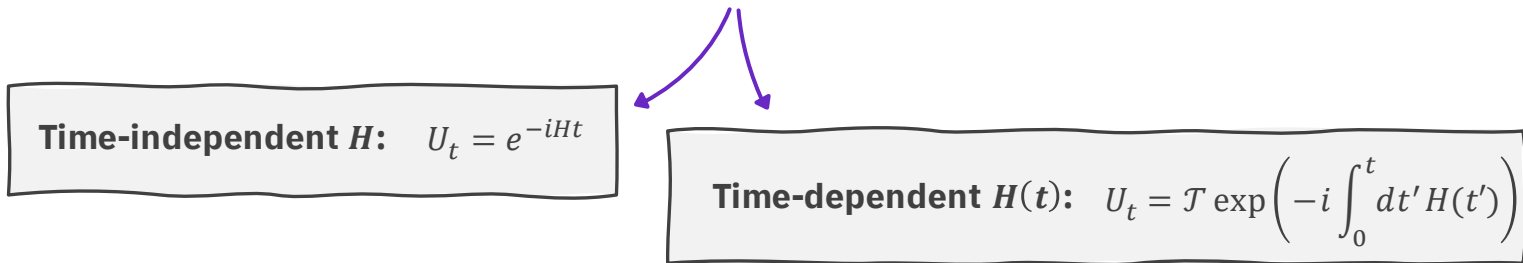 Time-independent H: U_t = e^{-iHt}
Time-dependent H(t): U_t = 𝒯 exp(-i ∫_0^t dt′ H(t′))